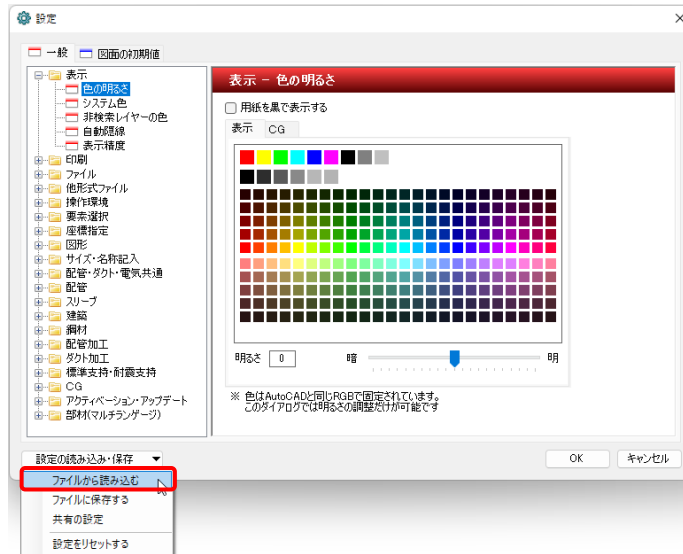 設定
一般
図面の初期値
表示
色の明るさ
システム色
非検索レイヤーの色
自動隠線
表示精度
印刷
ファイル
他形式ファイル
操作環境
要素選択
座標指定
図形
サイズ・名称記入
配管・ダクト・電気共通
配管
スリーブ
建築
鋼材
配管加工
ダクト加工
標準支持・耐震支持
CG
アクティベーション・アップデート
部材(マルチランゲージ)
表示 - 色の明るさ
用紙を黒で表示する
表示 CG
明るさ 0 暗 明
※ 色はAutoCADと同じRGBで固定されています。
このダイアログでは明るさの調整だけが可能です
設定の読み込み・保存 ▼
OK キャンセル
ファイルから読み込む
ファイルに保存する
共有の設定
設定をリセットする